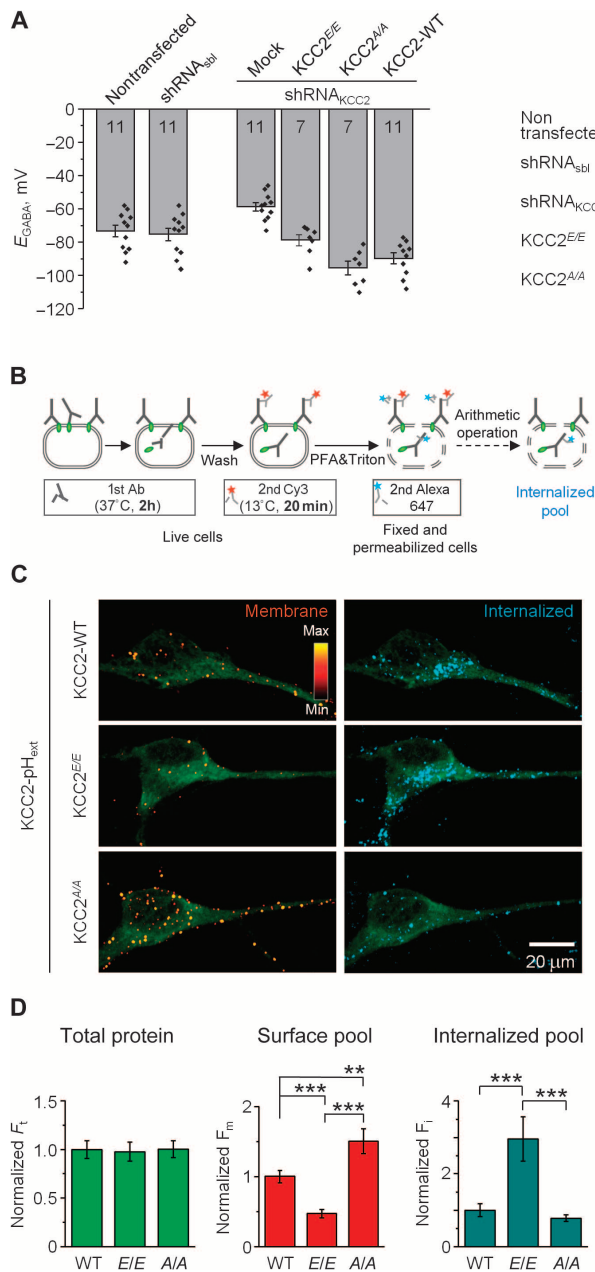 A
Nontransfected
shRNAsbl
Mock
KCC2E/E
KCC2A/A
KCC2-WT
shRNAKCC2
EGABA, mV
0
−20
−40
−60
−80
−100
−120
11
11
11
7
7
11
Non
transfecte
shRNAsbl
shRNAKCC
KCC2E/E
KCC2A/A
B
Wash
PFA&Triton
Arithmetic
operation
1st Ab
(37°C, 2h)
2nd Cy3
(13°C, 20 min)
2nd Alexa
647
Internalized
pool
Live cells
Fixed and
permeabilized cells
C
KCC2-pHext
KCC2-WT
KCC2E/E
KCC2A/A
Membrane
Max
Min
Internalized
20 µm
D
Total protein
Normalized Ft
1.5
1.0
0.5
0
WT E/E A/A
Surface pool
Normalized Fm
2
1
0
***
**
***
WT E/E A/A
Internalized pool
Normalized Fi
4
2
0
***
***
WT E/E A/A